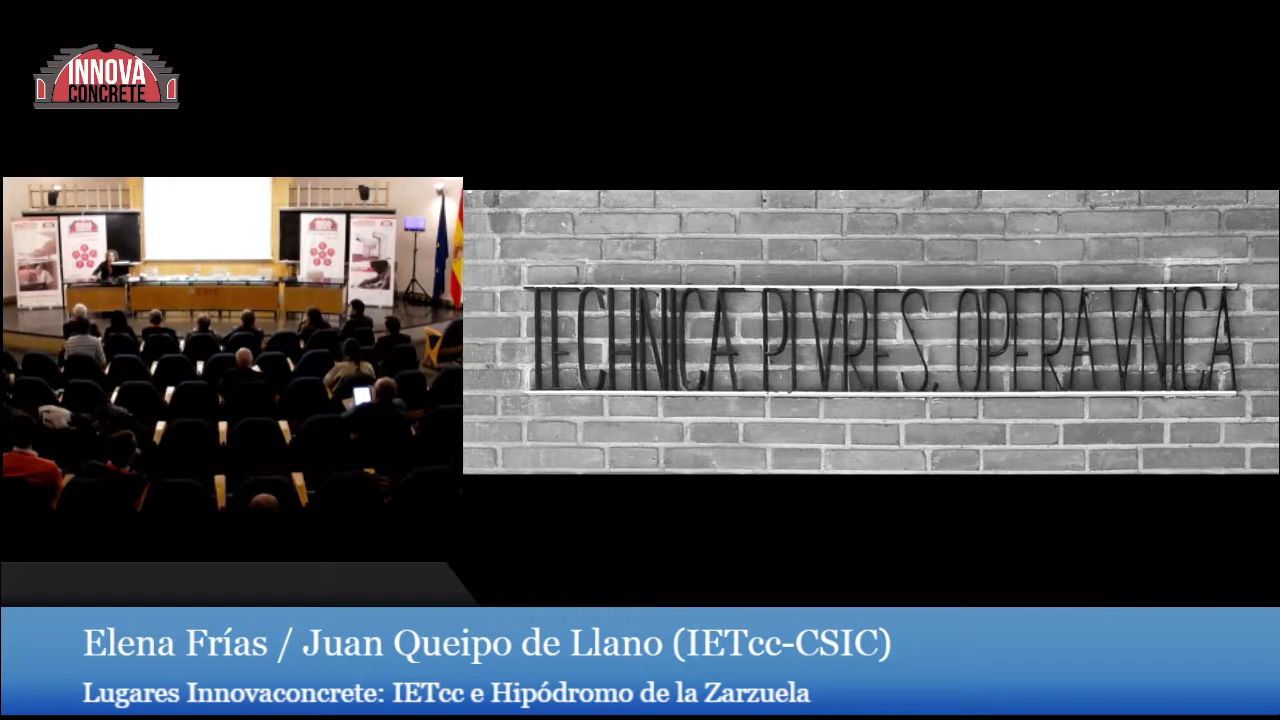 INNOVA
CONCRETE
TECHNICA PLVRES OPERA VNICA
Elena Frías / Juan Queipo de Llano (IETcc-CSIC)
Lugares Innovaconcrete: IETcc e Hipódromo de la Zarzuela